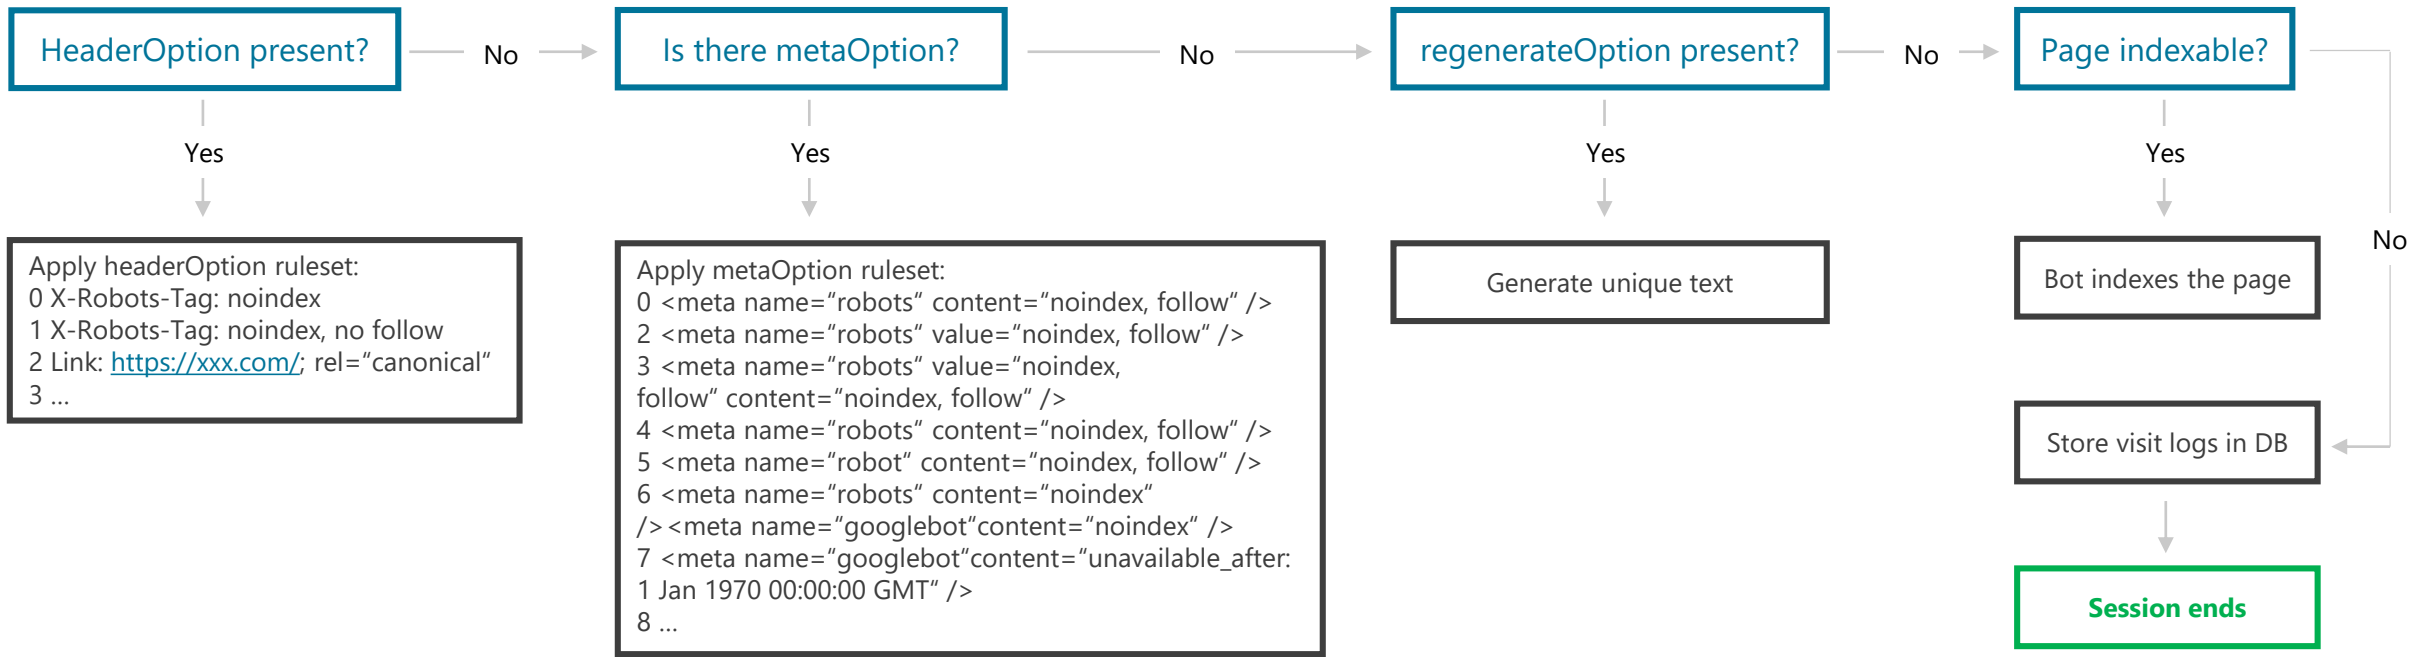 HeaderOption present?
No
Is there metaOption?
No
regenerateOption present?
No
Page indexable?
Yes
Yes
Yes
Yes
No
Apply headerOption ruleset:
0 X-Robots-Tag: noindex
1 X-Robots-Tag: noindex, no follow
2 Link: https://xxx.com/; rel=“canonical“
3 ...
Apply metaOption ruleset:
0 <meta name=“robots“ content=“noindex, follow“ />
2 <meta name=“robots“ value=“noindex, follow“ />
3 <meta name=“robots“ value=“noindex,
follow“ content=“noindex, follow“ />
4 <meta name=“robots“ content=“noindex, follow“ />
5 <meta name=“robot“ content=“noindex, follow“ />
6 <meta name=“robots“ content=“noindex“
/><meta name=“googlebot“content=“noindex“ />
7 <meta name=“googlebot“content=“unavailable_after:
1 Jan 1970 00:00:00 GMT“ />
8 ...
Generate unique text
Bot indexes the page
Store visit logs in DB
Session ends